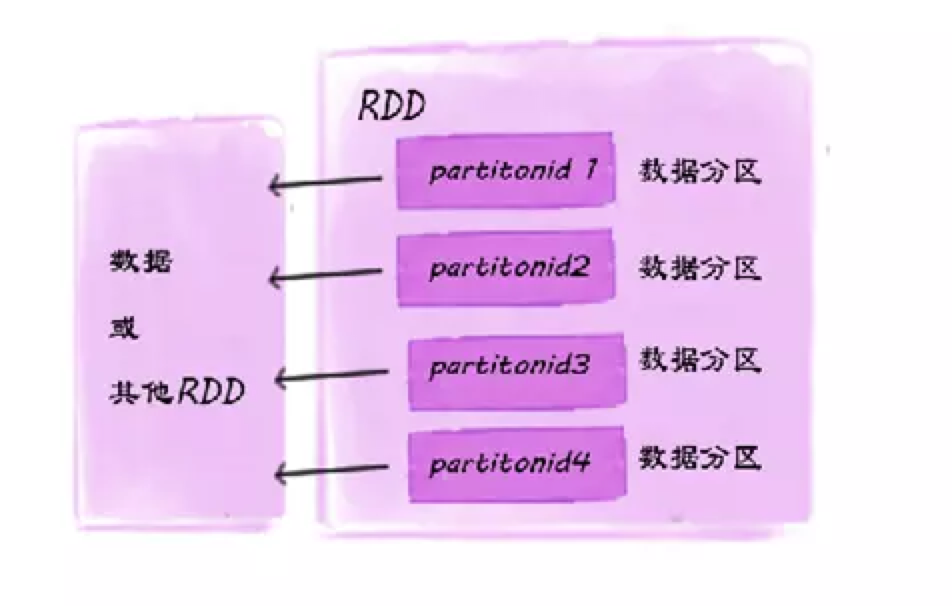 RDD
partitonid 1 数据分区
partitonid2 数据分区
partitonid3 数据分区
partitonid4 数据分区
数据
或
其他RDD